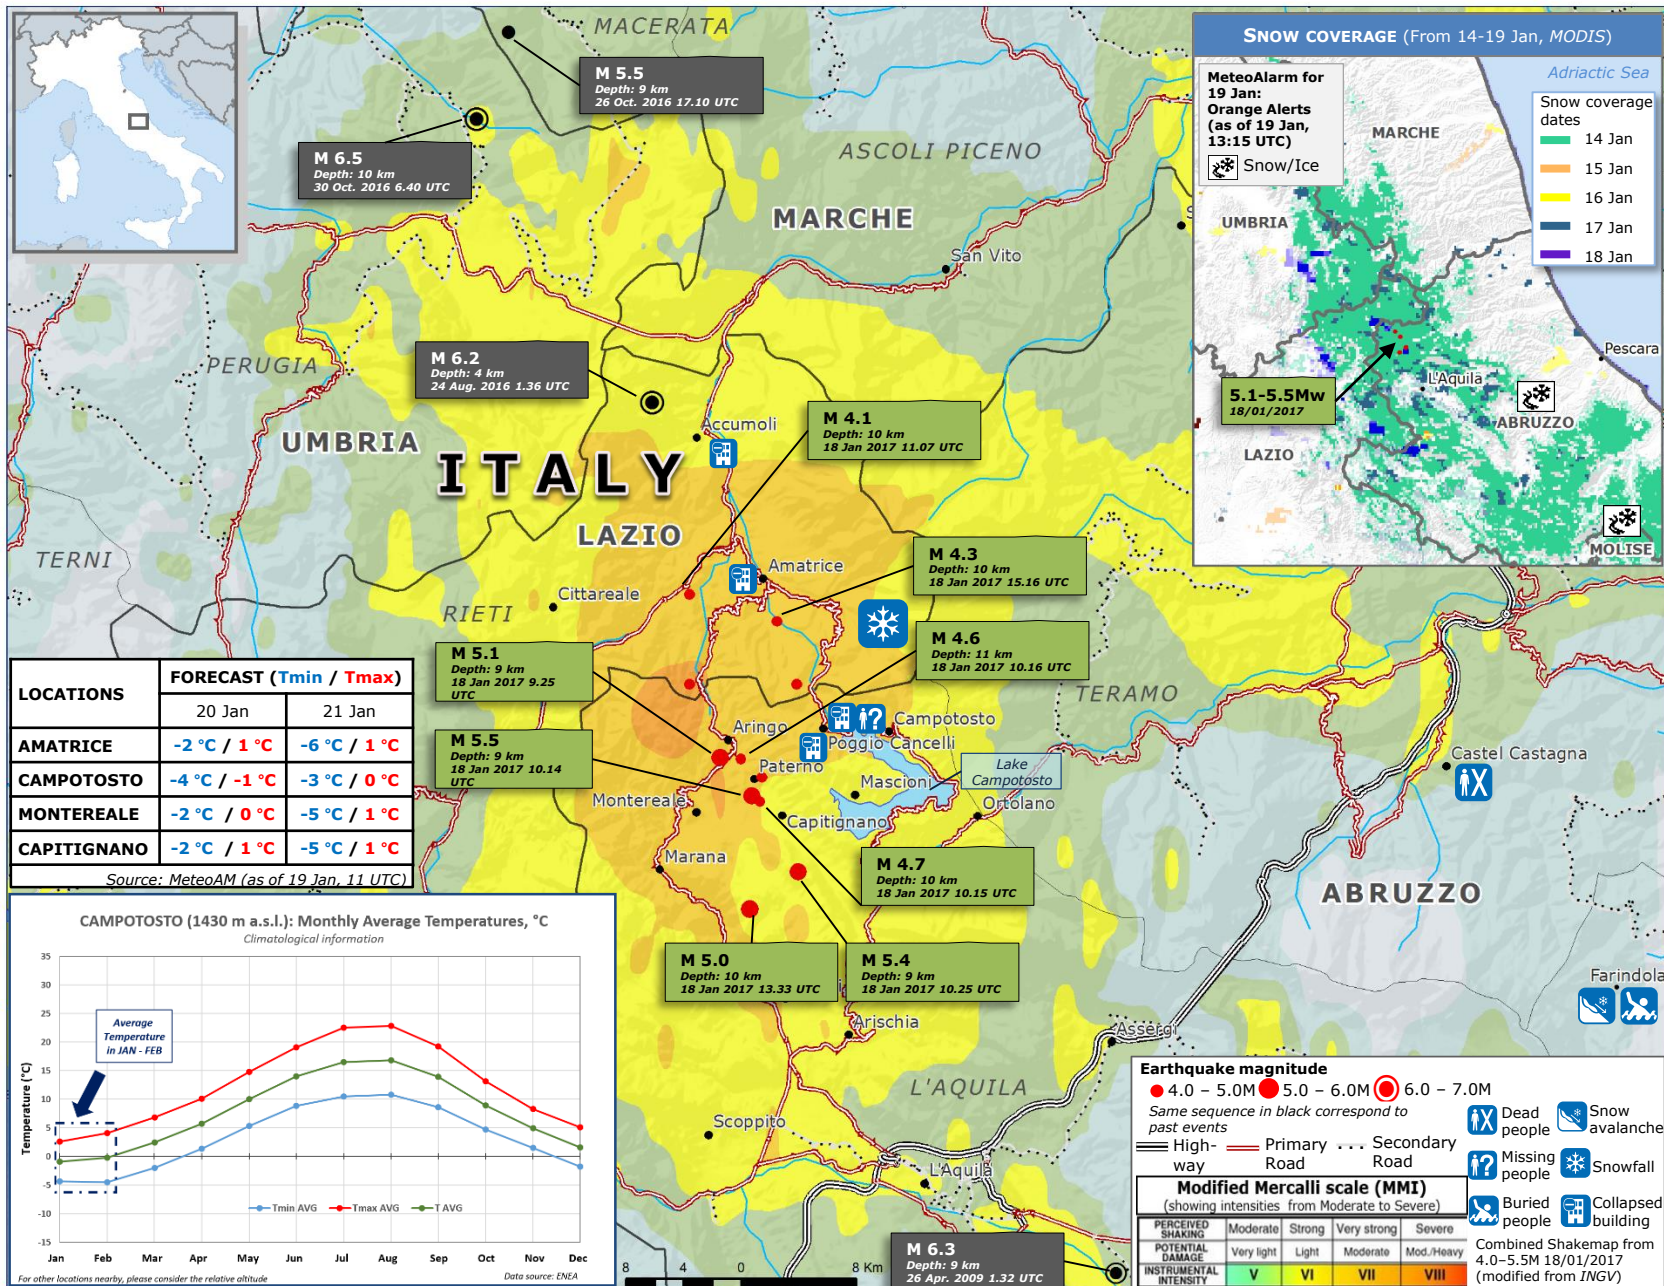 MACERATA
M 5.5
Depth: 9 km
26 Oct. 2016 17.10 UTC
M 6.5
Depth: 10 km
30 Oct. 2016 6.40 UTC
ASCOLI PICENO
MARCHE
San Vito
S
PERUGIA
M 6.2
Depth: 4 km
24 Aug. 2016 1.36 UTC
UMBRIA
Accumoli
ITALY
LAZIO
M 4.1
Depth: 10 km
18 Jan 2017 11.07 UTC
TERNI
RIETI
Cittareale
Amatrice
M 4.3
Depth: 10 km
18 Jan 2017 15.16 UTC
M 4.6
Depth: 11 km
18 Jan 2017 10.16 UTC
M 5.1
Depth: 9 km
18 Jan 2017 9.25
UTC
TERAMO
Aringo
Campotosto
Poggio Cancelli
M 5.5
Depth: 9 km
18 Jan 2017 10.14
UTC
Paterno
Lake
Campotosto
Mascioni
Montereale
Ortolano
Capitignano
Castel Castagna
Marana
M 4.7
Depth: 10 km
18 Jan 2017 10.15 UTC
ABRUZZO
M 5.0
Depth: 10 km
18 Jan 2017 13.33 UTC
M 5.4
Depth: 9 km
18 Jan 2017 10.25 UTC
Farindola
Arischia
Assergi
L'AQUILA
Scoppito
L'Aquila
M 6.3
Depth: 9 km
26 Apr. 2009 1.32 UTC
8 4 0 8 Km
SNOW COVERAGE (From 14-19 Jan, MODIS)
MeteoAlarm for
19 Jan:
Orange Alerts
(as of 19 Jan,
13:15 UTC)
Snow/Ice
Adriactic Sea
Snow coverage
dates
14 Jan
15 Jan
16 Jan
17 Jan
18 Jan
MARCHE
UMBRIA
Pescara
L'Aquila
5.1-5.5Mw
18/01/2017
ABRUZZO
LAZIO
MOLISE
LOCATIONS FORECAST (Tmin / Tmax)
20 Jan 21 Jan
AMATRICE -2 °C / 1 °C -6 °C / 1 °C
CAMPOTOSTO -4 °C / -1 °C -3 °C / 0 °C
MONTEREALE -2 °C / 0 °C -5 °C / 1 °C
CAPITIGNANO -2 °C / 1 °C -5 °C / 1 °C
Source: MeteoAM (as of 19 Jan, 11 UTC)
CAMPOTOSTO (1430 m a.s.l.): Monthly Average Temperatures, °C
Climatological information
Temperature (°C)
35
30
25
20
15
10
5
0
-5
-10
-15
Average
Temperature
in JAN - FEB
Tmin AVG Tmax AVG T AVG
Jan Feb Mar Apr May Jun Jul Aug Sep Oct Nov Dec
For other locations nearby, please consider the relative altitude
Data source: ENEA
Earthquake magnitude
4.0 – 5.0M 5.0 – 6.0M 6.0 – 7.0M
Same sequence in black correspond to
past events
High-
way
Primary
Road
Secondary
Road
Dead
people
Snow
avalanche
Missing
people
Snowfall
Buried
people
Collapsed
building
Modified Mercalli scale (MMI)
(showing intensities from Moderate to Severe)
PERCEIVED
SHAKING Moderate Strong Very strong Severe
POTENTIAL
DAMAGE Very light Light Moderate Mod./Heavy
INSTRUMENTAL
INTENSITY V VI VII VIII
Combined Shakemap from
4.0–5.5M 18/01/2017
(modified from INGV)